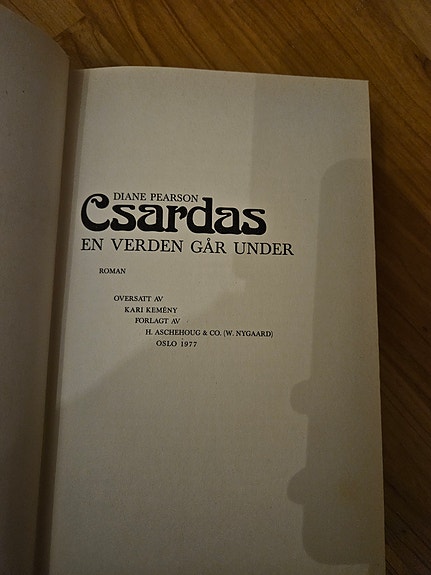 DIANE PEARSON
Csardas
EN VERDEN GÅR UNDER
ROMAN
OVERSATT AV
KARI KEMÉNY
FORLAGT AV
H. ASCHEHOUG & CO. (W. NYGAARD)
OSLO 1977